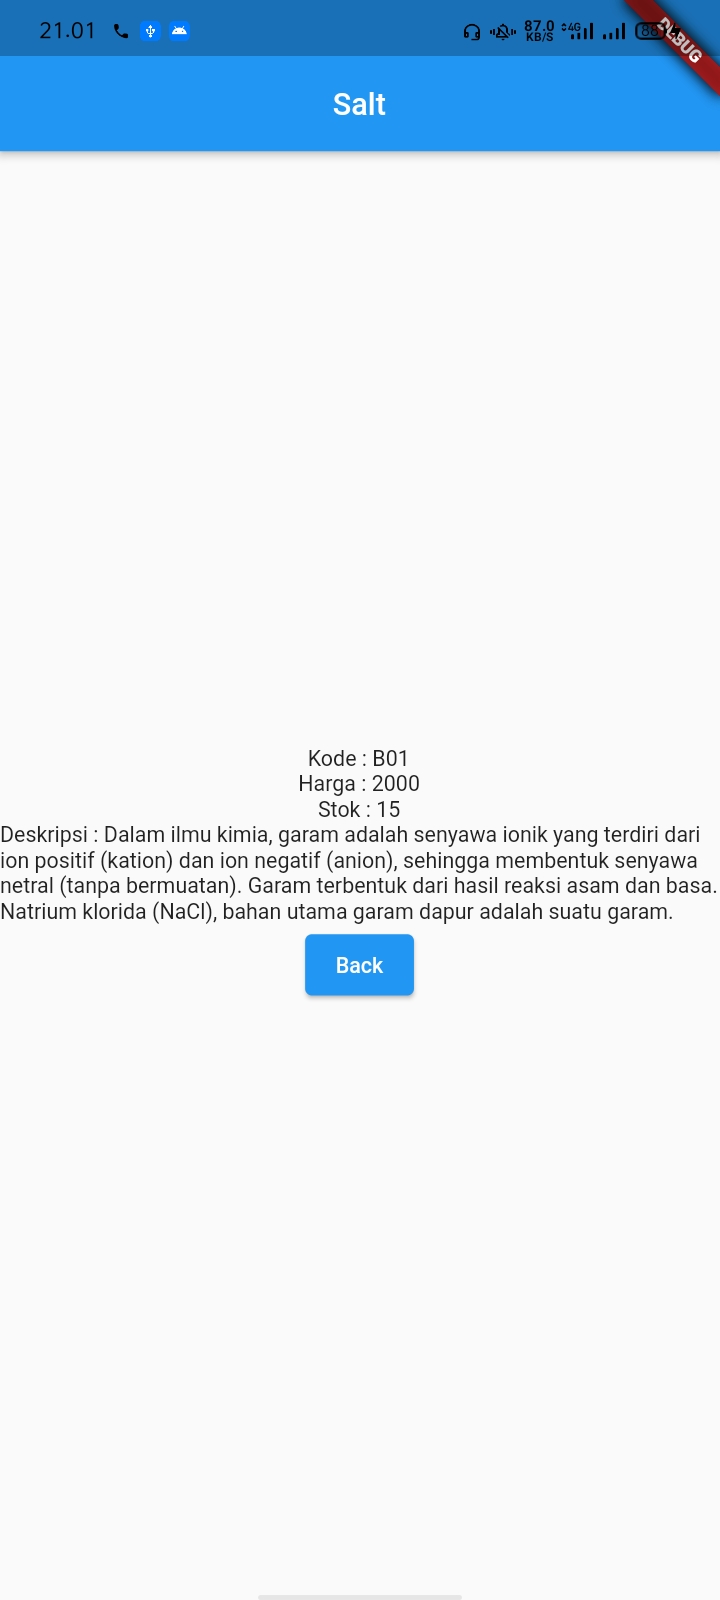 21.01
87.0
KB/S
4G
88
DEBUG
Salt
Kode : B01
Harga : 2000
Stok : 15
Deskripsi : Dalam ilmu kimia, garam adalah senyawa ionik yang terdiri dari
ion positif (kation) dan ion negatif (anion), sehingga membentuk senyawa
netral (tanpa bermuatan). Garam terbentuk dari hasil reaksi asam dan basa.
Natrium klorida (NaCl), bahan utama garam dapur adalah suatu garam.
Back